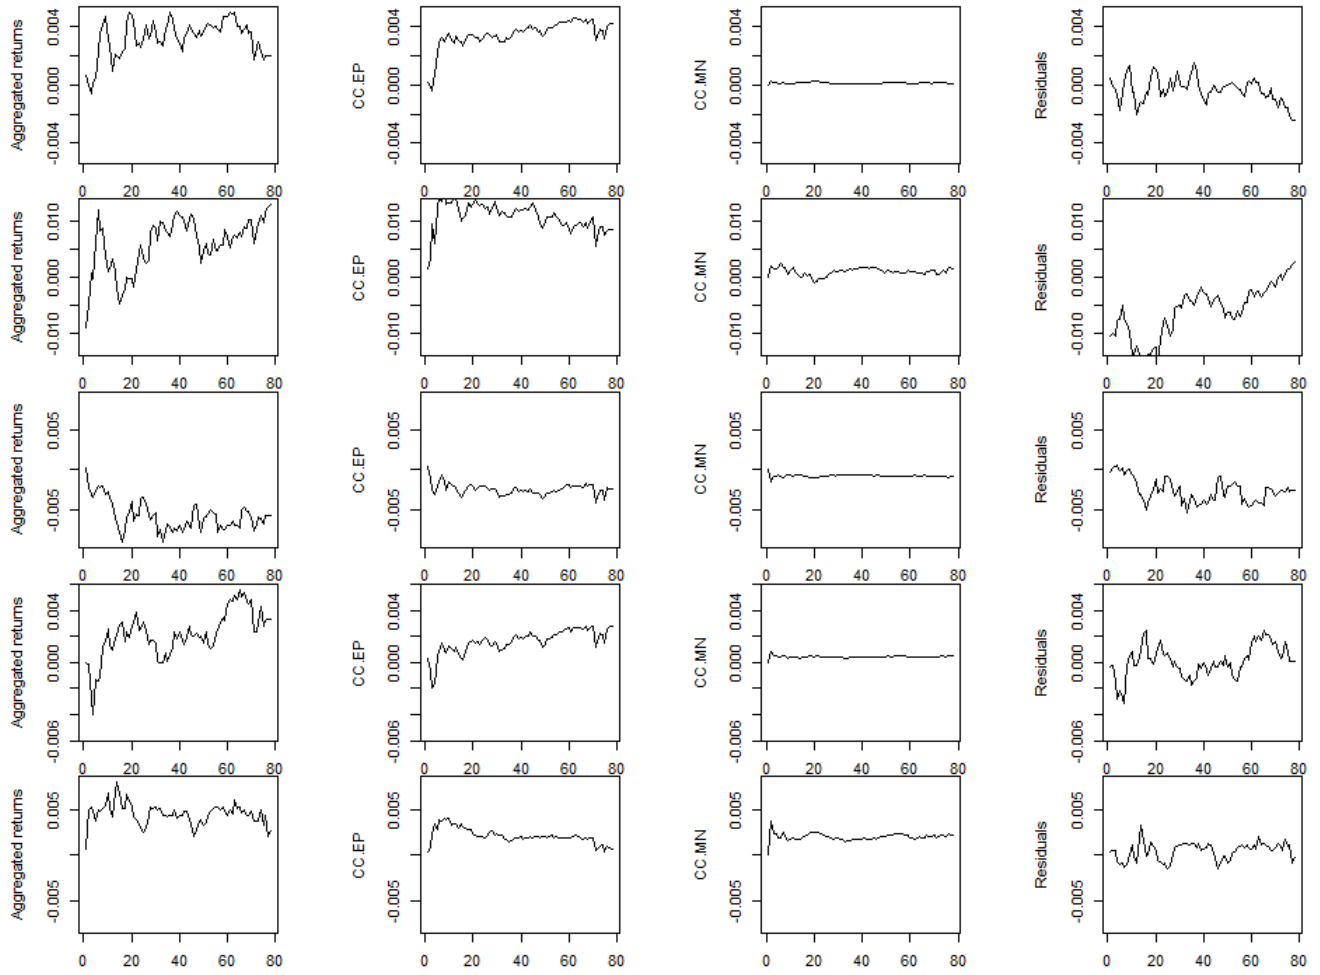 Aggregated returns -0.004 0.000 0.004 0 20 40 60 80
CC.EP -0.004 0.000 0.004 0 20 40 60 80
CC.MN -0.004 0.000 0.004 0 20 40 60 80
Residuals -0.004 0.000 0.004 0 20 40 60 80
Aggregated returns -0.010 0.000 0.010 0 20 40 60 80
CC.EP -0.010 0.000 0.010 0 20 40 60 80
CC.MN -0.010 0.000 0.010 0 20 40 60 80
Residuals -0.010 0.000 0.010 0 20 40 60 80
Aggregated returns -0.005 0.005 0 20 40 60 80
CC.EP -0.005 0.005 0 20 40 60 80
CC.MN -0.005 0.005 0 20 40 60 80
Residuals -0.005 0.005 0 20 40 60 80
Aggregated returns -0.006 0.000 0.004 0 20 40 60 80
CC.EP -0.006 0.000 0.004 0 20 40 60 80
CC.MN -0.006 0.000 0.004 0 20 40 60 80
Residuals -0.006 0.000 0.004 0 20 40 60 80
Aggregated returns -0.005 0.005 0 20 40 60 80
CC.EP -0.005 0.005 0 20 40 60 80
CC.MN -0.005 0.005 0 20 40 60 80
Residuals -0.005 0.005 0 20 40 60 80